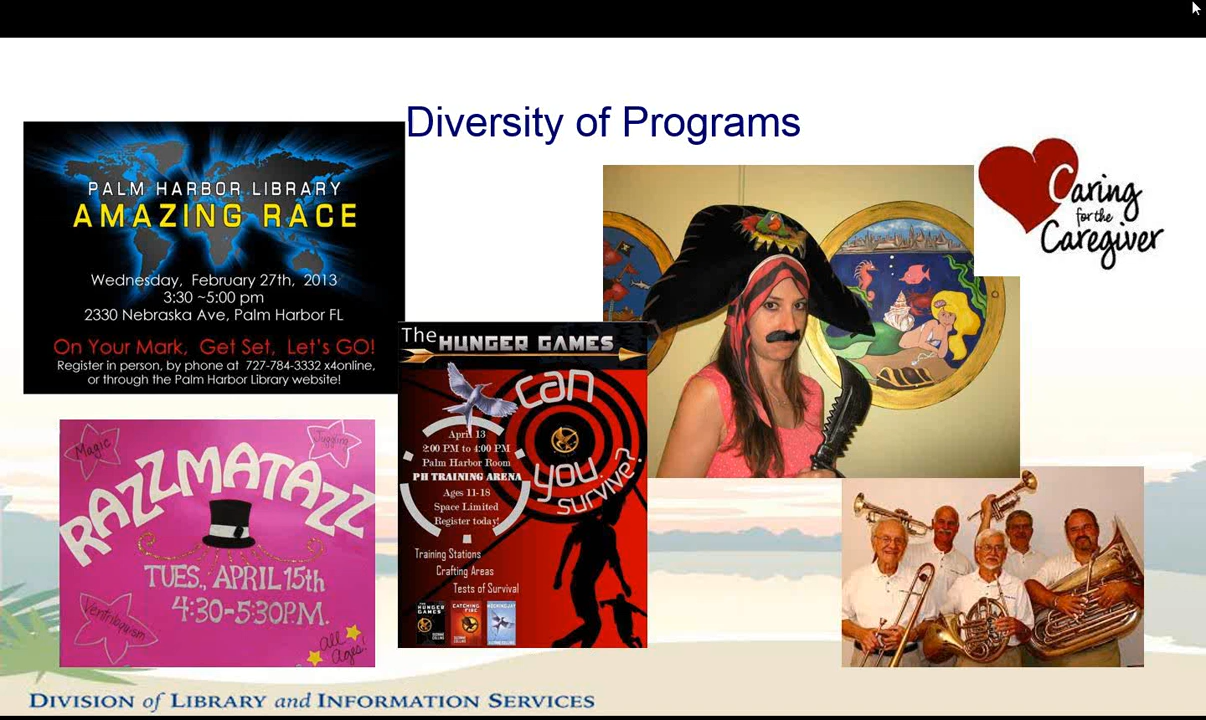 Diversity of Programs
PALM HARBOR LIBRARY
AMAZING RACE
Wednesday, February 27th, 2013
3:30 ~5:00 pm
2330 Nebraska Ave, Palm Harbor FL
On Your Mark, Get Set, Let's GO!
Register in person, by phone at 727-784-3332 x4online,
or through the Palm Harbor Library website!
Caring
for the
Caregiver
The HUNGER GAMES
can
you
survive?
April 13
2:00 PM to 4:00 PM
Palm Harbor Room
PH TRAINING ARENA
Ages 11-18
Space Limited
Register today!
Training Stations
Crafting Areas
Tests of Survival
HUNGER
GAMES
CATCHING
FIRE
MOCKINGJAY
Magic
Juggling
RAZZMATAZZ
TUES., APRIL 15th
4:30-5:30P.M.
Ventriloquism
All
Ages!
DIVISION of LIBRARY and INFORMATION SERVICES